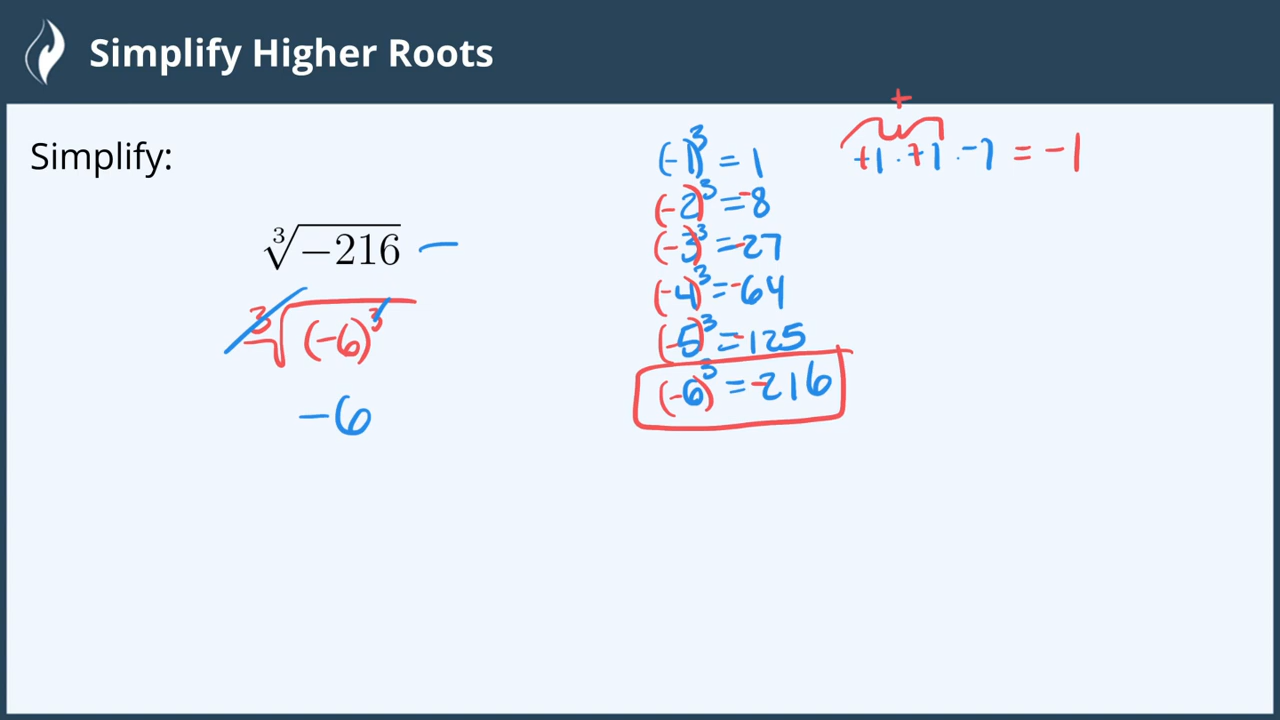 Simplify Higher Roots
Simplify:
∛−216 −
∛(−6)³
−6
(−1)³ = 1
(−2)³ = −8
(−3)³ = −27
(−4)³ = −64
(−5)³ = −125
(−6)³ = −216
+
+1 · +1 · −1 = −1